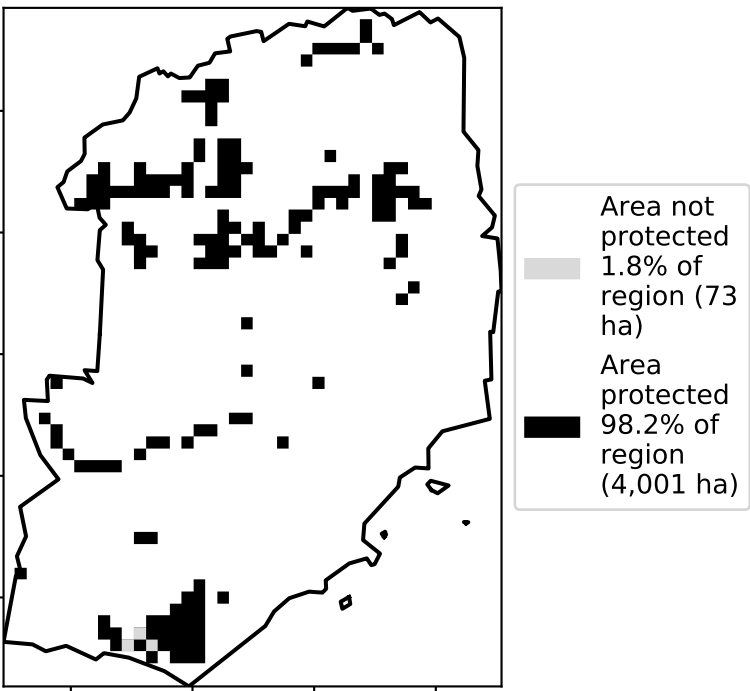 Area not
protected
1.8% of
region (73
ha)
Area
protected
98.2% of
region
(4,001 ha)